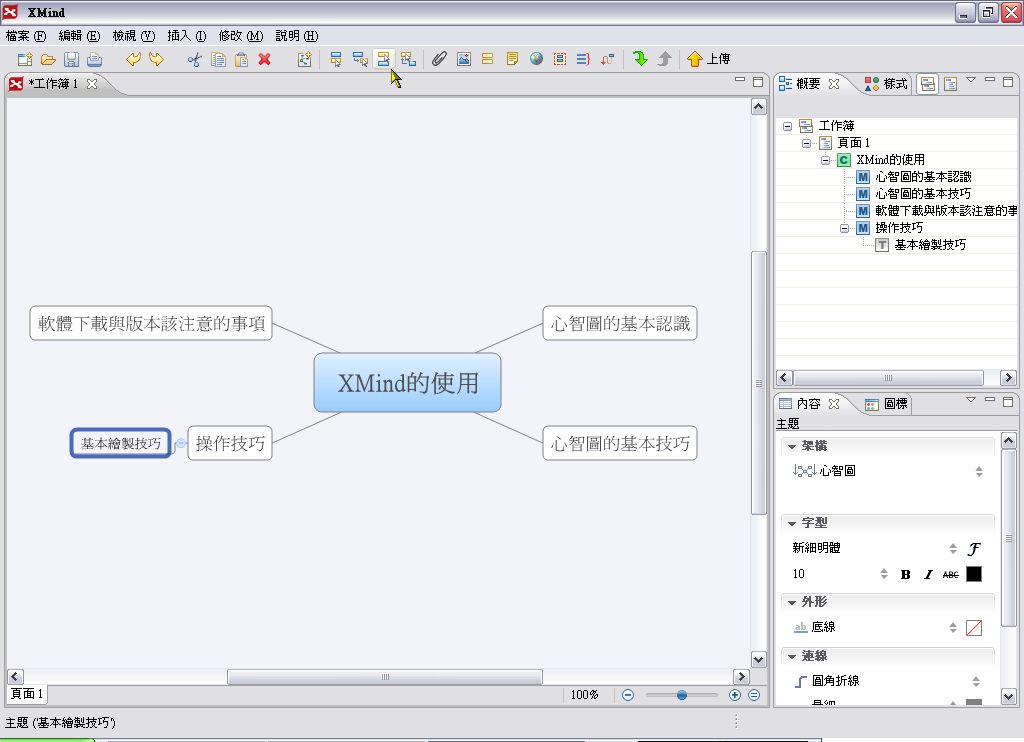 XMind
檔案 (F) 編輯 (E) 檢視 (V) 插入 (I) 修改 (M) 說明 (H)
上傳
*工作簿 1
概要
樣式
工作簿
頁面 1
XMind的使用
心智圖的基本認識
心智圖的基本技巧
軟體下載與版本該注意的事
操作技巧
基本繪製技巧
軟體下載與版本該注意的事項
心智圖的基本認識
XMind的使用
基本繪製技巧
操作技巧
心智圖的基本技巧
內容
圖標
主題
架構
心智圖
字型
新細明體
10
B I ABC
外形
ab 底線
連線
圓角折線
頁面 1
100%
主題 ('基本繪製技巧')